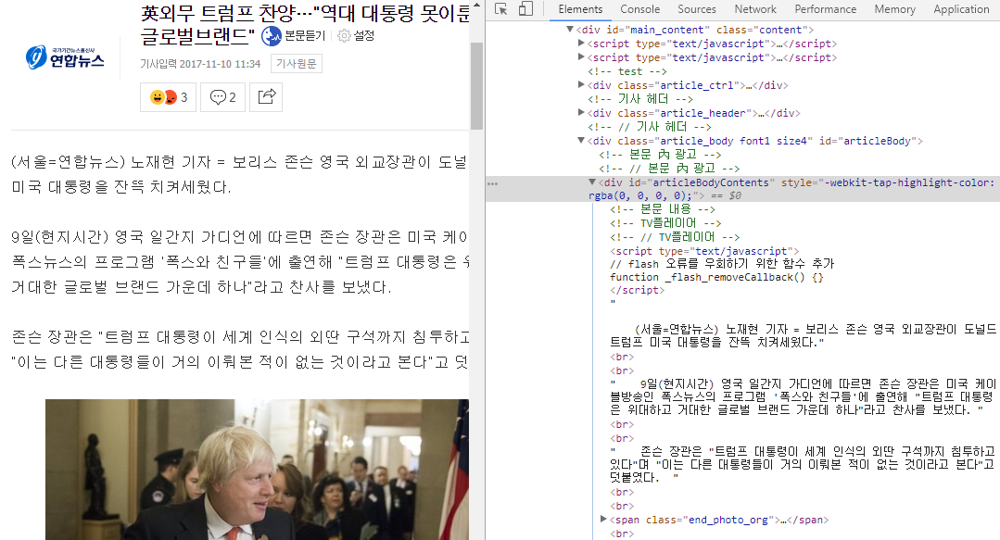 英외무 트럼프 찬양…"역대 대통령 못이룬
글로벌브랜드" 본문듣기 설정
국가기간뉴스통신사
연합뉴스
기사입력 2017-11-10 11:34 기사원문
3 2
(서울=연합뉴스) 노재현 기자 = 보리스 존슨 영국 외교장관이 도널
미국 대통령을 잔뜩 치켜세웠다.
9일(현지시간) 영국 일간지 가디언에 따르면 존슨 장관은 미국 케이
폭스뉴스의 프로그램 '폭스와 친구들'에 출연해 "트럼프 대통령은 위
거대한 글로벌 브랜드 가운데 하나"라고 찬사를 보냈다.
존슨 장관은 "트럼프 대통령이 세계 인식의 외딴 구석까지 침투하고
"이는 다른 대통령들이 거의 이뤄본 적이 없는 것이라고 본다"고 덧
Elements Console Sources Network Performance Memory Application
▼<div id="main_content" class="content">
▶<script type="text/javascript">…</script>
▶<script type="text/javascript">…</script>
<!-- test -->
▶<div class="article_ctrl">…</div>
<!-- 기사 헤더 -->
▶<div class="article_header">…</div>
<!-- // 기사 헤더 -->
▼<div class="article_body font1 size4" id="articleBody">
<!-- 본문 內 광고 -->
<!-- // 본문 內 광고 -->
… ▼<div id="articleBodyContents" style="-webkit-tap-highlight-color:
rgba(0, 0, 0, 0);"> == $0
<!-- 본문 내용 -->
<!-- TV플레이어 -->
<!-- // TV플레이어 -->
<script type="text/javascript">
// flash 오류를 우회하기 위한 함수 추가
function _flash_removeCallback() {}
</script>
"
(서울=연합뉴스) 노재현 기자 = 보리스 존슨 영국 외교장관이 도널드
트럼프 미국 대통령을 잔뜩 치켜세웠다."
<br>
<br>
" 9일(현지시간) 영국 일간지 가디언에 따르면 존슨 장관은 미국 케이
블방송인 폭스뉴스의 프로그램 '폭스와 친구들'에 출연해 "트럼프 대통령
은 위대하고 거대한 글로벌 브랜드 가운데 하나"라고 찬사를 보냈다. "
<br>
<br>
" 존슨 장관은 "트럼프 대통령이 세계 인식의 외딴 구석까지 침투하고
있다"며 "이는 다른 대통령들이 거의 이뤄본 적이 없는 것이라고 본다"고
덧붙였다. "
<br>
<br>
▶<span class="end_photo_org">…</span>
<br>